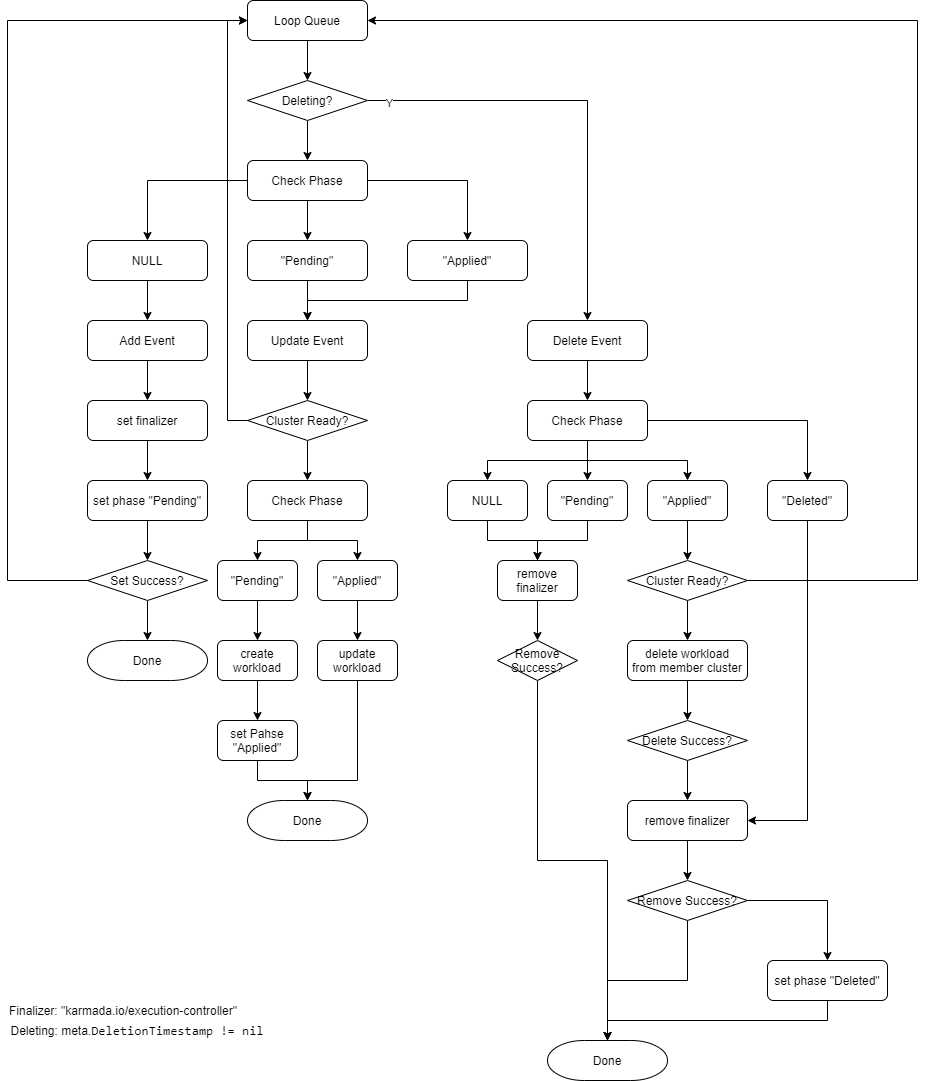 Loop Queue
Deleting?
Y
Check Phase
NULL
"Pending"
"Applied"
Add Event
Update Event
Delete Event
set finalizer
Cluster Ready?
Check Phase
set phase "Pending"
Check Phase
NULL
"Pending"
"Applied"
"Deleted"
Set Success?
"Pending"
"Applied"
remove
finalizer
Cluster Ready?
Done
create
workload
update
workload
Remove
Success?
delete workload
from member cluster
set Pahse
"Applied"
Delete Success?
Done
remove finalizer
Remove Success?
set phase "Deleted"
Finalizer: "karmada.io/execution-controller"
Deleting: meta.DeletionTimestamp != nil
Done